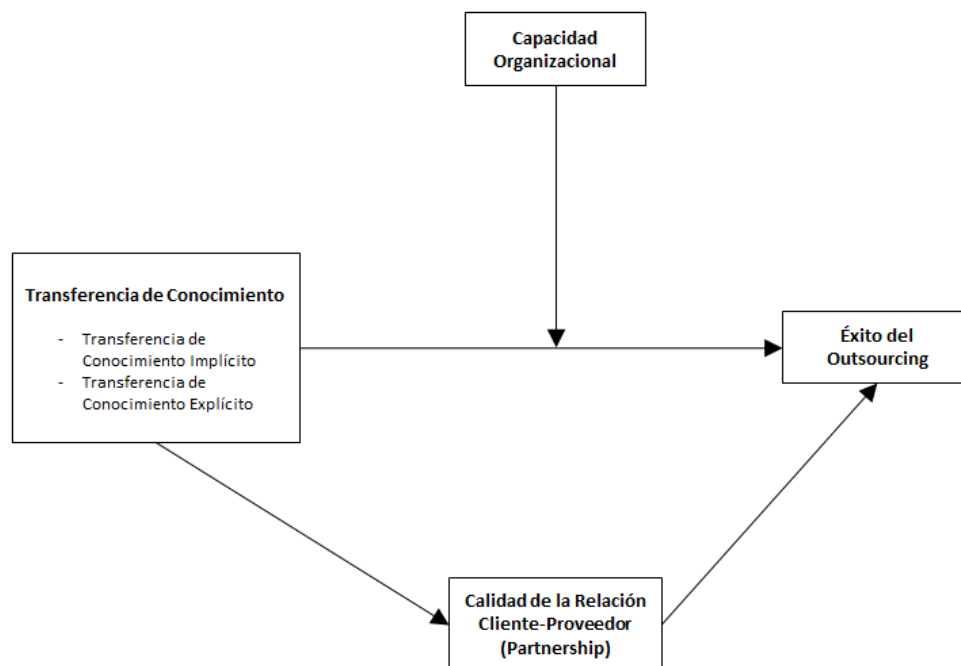 Capacidad
Organizacional
Transferencia de Conocimiento
- Transferencia de
Conocimiento Implícito
- Transferencia de
Conocimiento Explícito
Éxito del
Outsourcing
Calidad de la Relación
Cliente-Proveedor
(Partnership)